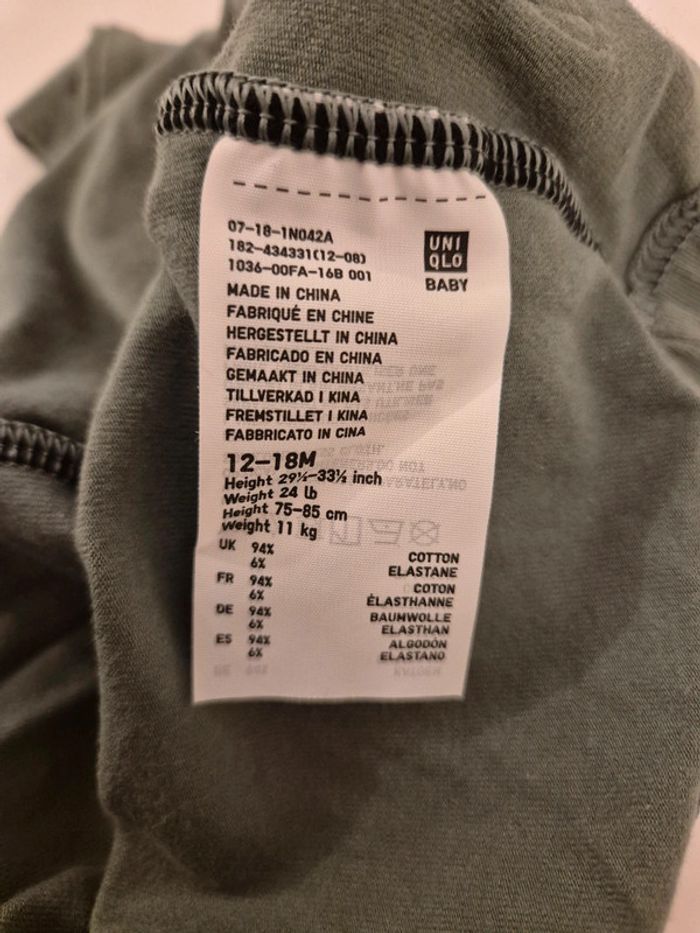 07-18-1N042A
182-434331(12-08)
1036-00FA-16B 001
UNI
QLO
BABY
MADE IN CHINA
FABRIQUÉ EN CHINE
HERGESTELLT IN CHINA
FABRICADO EN CHINA
GEMAAKT IN CHINA
TILLVERKAD I KINA
FREMSTILLET I KINA
FABBRICATO IN CINA
12-18M
Height 29½-33½ inch
Weight 24 lb
Height 75-85 cm
Weight 11 kg
UK 94% COTTON
6% ELASTANE
FR 94% COTON
6% ÉLASTHANNE
DE 94% BAUMWOLLE
6% ELASTHAN
ES 94% ALGODÓN
6% ELASTANO